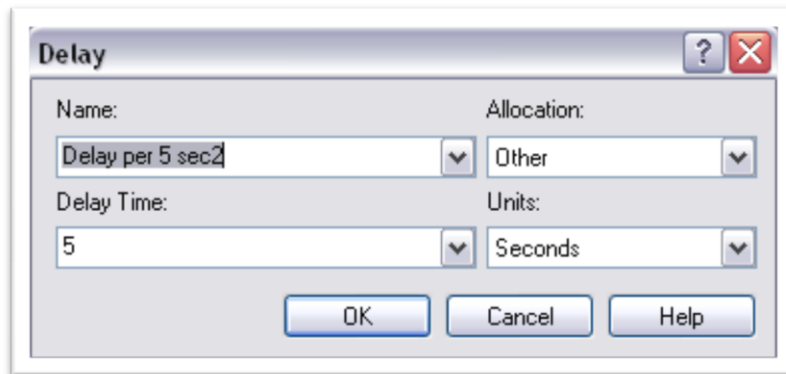 Delay
Name: Allocation:
Delay per 5 sec2 Other
Delay Time: Units:
5 Seconds
OK Cancel Help